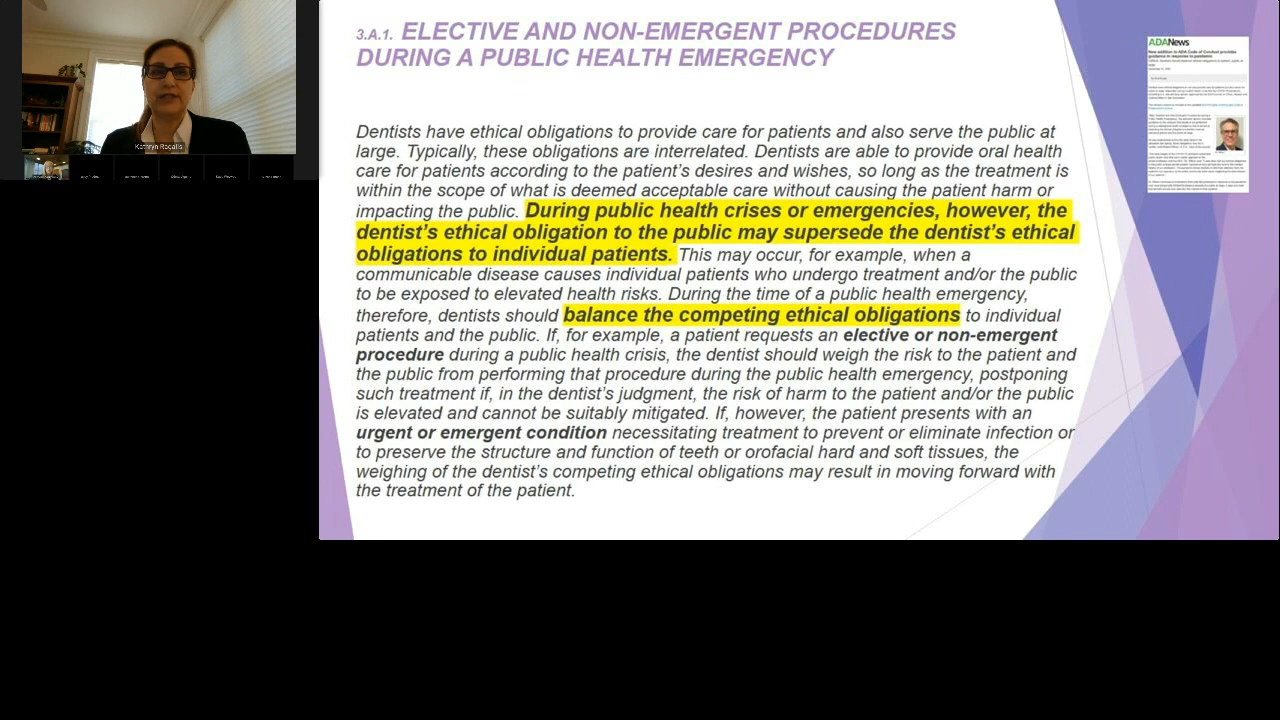 Kathryn Ragalis
3.A.1. ELECTIVE AND NON-EMERGENT PROCEDURES
DURING A PUBLIC HEALTH EMERGENCY
Dentists have ethical obligations to provide care for patients and also serve the public at
large. Typically, these obligations are interrelated. Dentists are able to provide oral health
care for patients according to the patient's desires and wishes, so long as the treatment is
within the scope of what is deemed acceptable care without causing the patient harm or
impacting the public. During public health crises or emergencies, however, the
dentist's ethical obligation to the public may supersede the dentist's ethical
obligations to individual patients. This may occur, for example, when a
communicable disease causes individual patients who undergo treatment and/or the public
to be exposed to elevated health risks. During the time of a public health emergency,
therefore, dentists should balance the competing ethical obligations to individual
patients and the public. If, for example, a patient requests an elective or non-emergent
procedure during a public health crisis, the dentist should weigh the risk to the patient and
the public from performing that procedure during the public health emergency, postponing
such treatment if, in the dentist's judgment, the risk of harm to the patient and/or the public
is elevated and cannot be suitably mitigated. If, however, the patient presents with an
urgent or emergent condition necessitating treatment to prevent or eliminate infection or
to preserve the structure and function of teeth or orofacial hard and soft tissues, the
weighing of the dentist's competing ethical obligations may result in moving forward with
the treatment of the patient.
ADANews
New addition to ADA Code of Conduct provides
guidance in response to pandemic